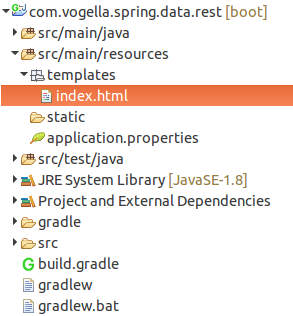 com.vogella.spring.data.rest [boot]
src/main/java
src/main/resources
templates
index.html
static
application.properties
src/test/java
JRE System Library [JavaSE-1.8]
Project and External Dependencies
gradle
src
build.gradle
gradlew
gradlew.bat